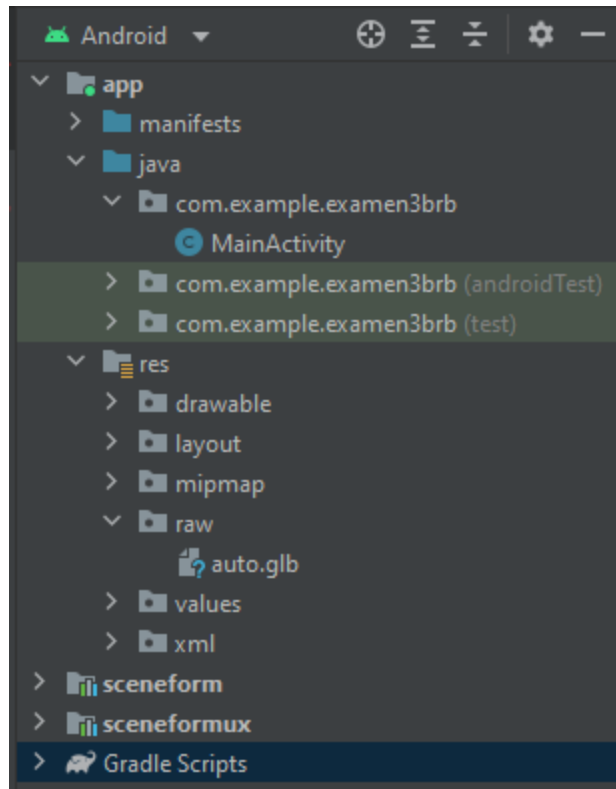 Android
app
manifests
java
com.example.examen3brb
MainActivity
com.example.examen3brb (androidTest)
com.example.examen3brb (test)
res
drawable
layout
mipmap
raw
auto.glb
values
xml
sceneform
sceneformux
Gradle Scripts